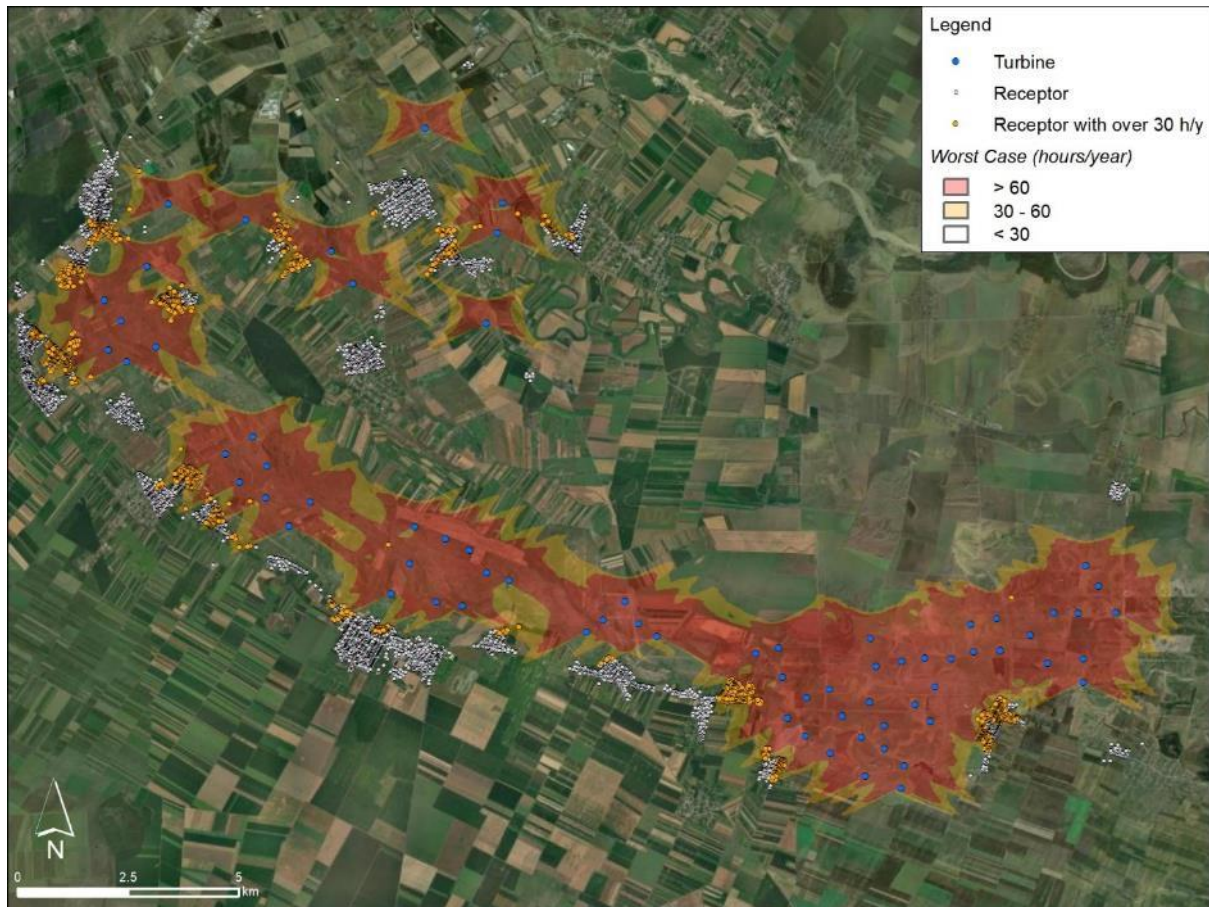 Legend
Turbine
Receptor
Receptor with over 30 h/y
Worst Case (hours/year)
> 60
30 - 60
< 30
N
0 2.5 5
km